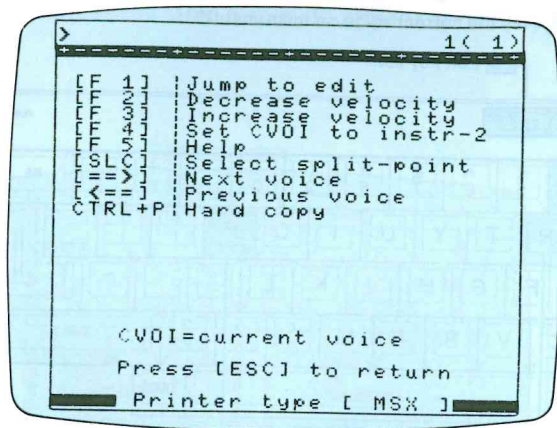 > 1( 1)
[F 1] ¦Jump to edit
[F 2] ¦Decrease velocity
[F 3] ¦Increase velocity
[F 4] ¦Set CVOI to instr-2
[F 5] ¦Help
[SLC] ¦Select split-point
[==>] ¦Next voice
[<==] ¦Previous voice
CTRL+P¦Hard copy
CVOI=current voice
Press [ESC] to return
Printer type [ MSX ]